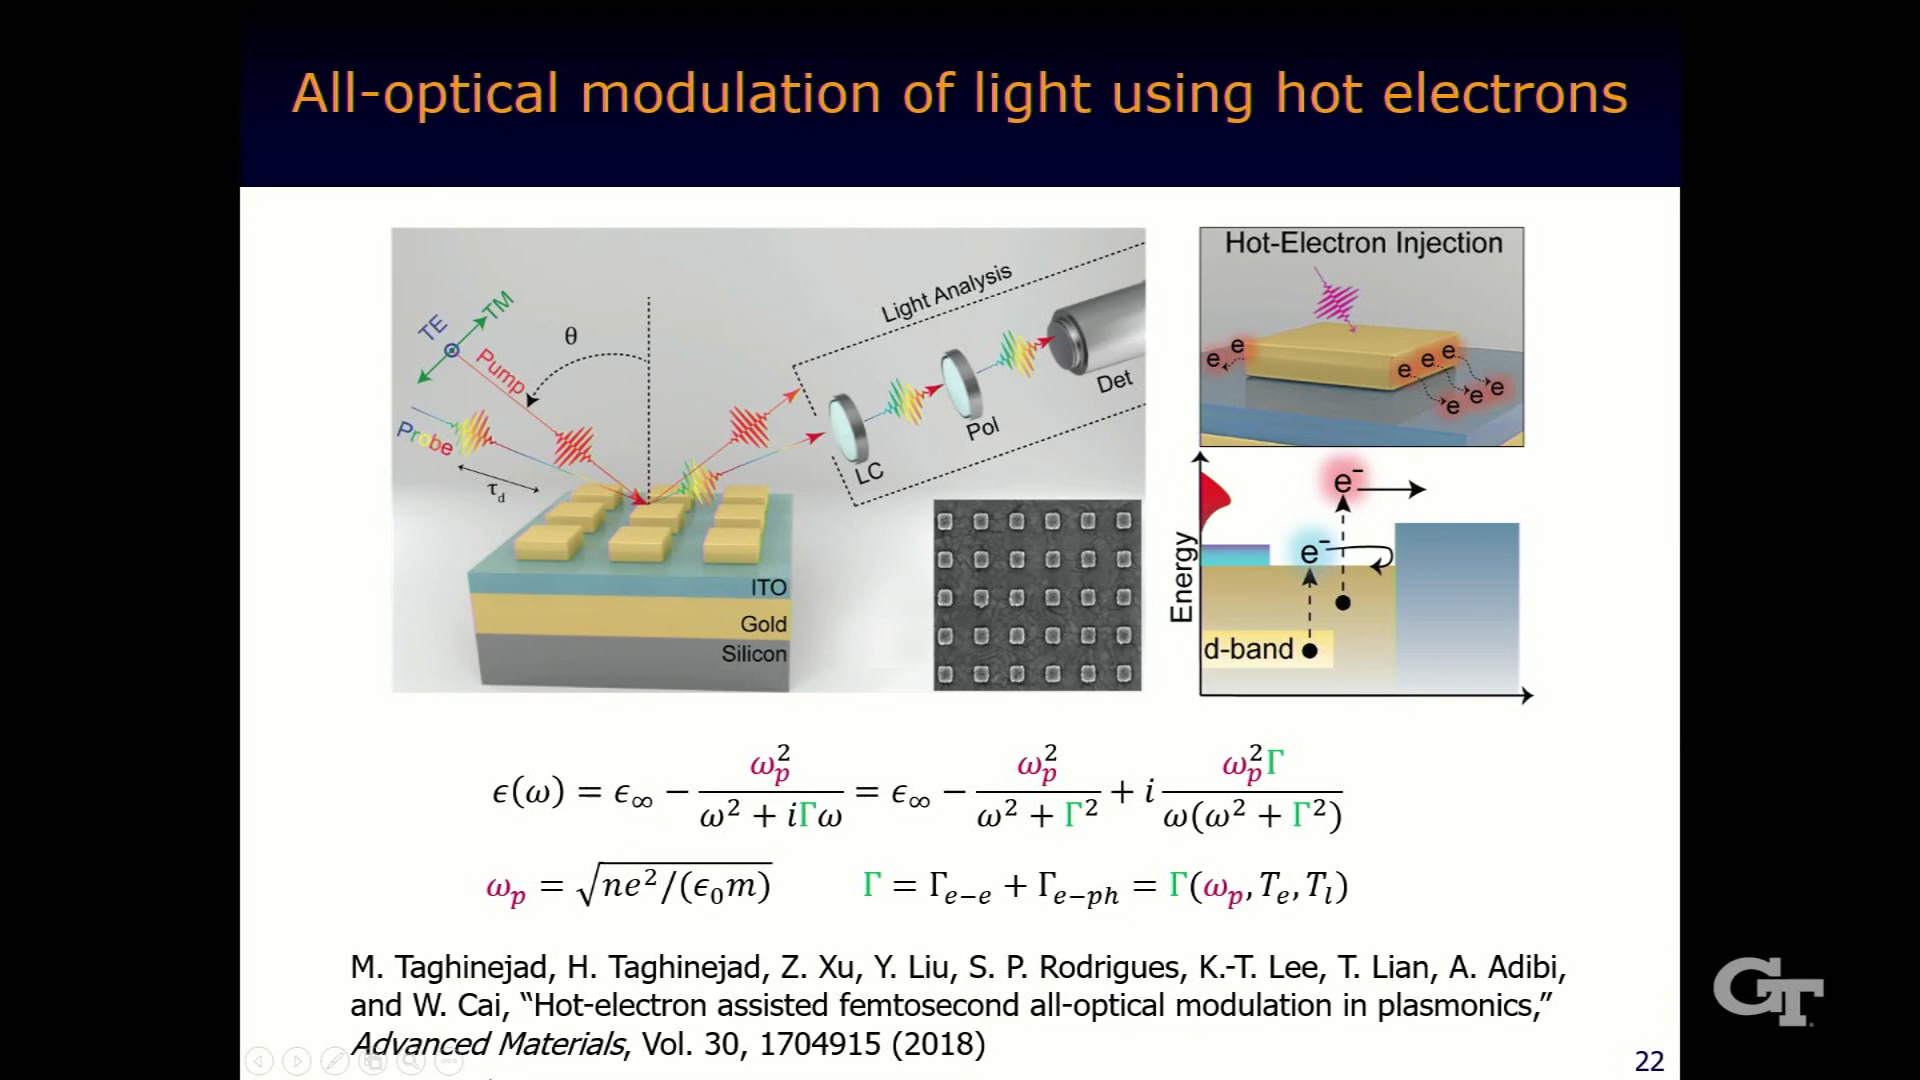 All-optical modulation of light using hot electrons
TE
TM
θ
Pump
Probe
τd
Light Analysis
LC
Pol
Det
ITO
Gold
Silicon
Hot-Electron Injection
e e
e e e
e e e
Energy
e⁻
e⁻
d-band
ϵ(ω) = ϵ∞ − ωp² / (ω² + iΓω) = ϵ∞ − ωp² / (ω² + Γ²) + i ωp²Γ / (ω(ω² + Γ²))
ωp = √(ne²/(ϵ₀m))  Γ = Γe−e + Γe−ph = Γ(ωp, Te, Tl)
M. Taghinejad, H. Taghinejad, Z. Xu, Y. Liu, S. P. Rodrigues, K.-T. Lee, T. Lian, A. Adibi,
and W. Cai, “Hot-electron assisted femtosecond all-optical modulation in plasmonics,”
Advanced Materials, Vol. 30, 1704915 (2018)
22
GT